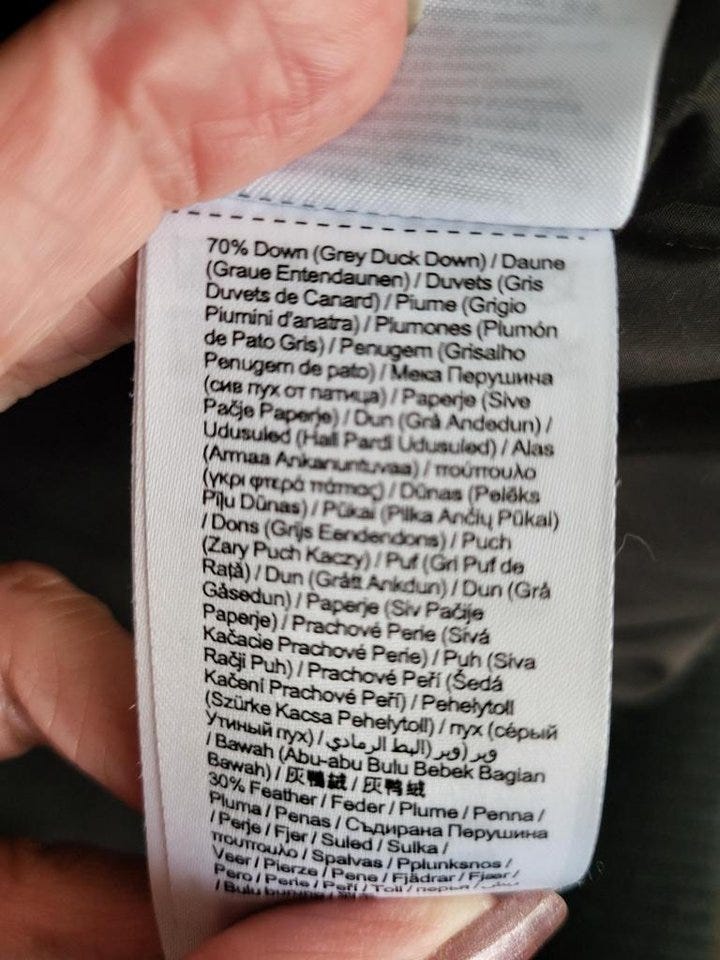 70% Down (Grey Duck Down) / Daune
(Graue Entendaunen) / Duvets (Gris
Duvets de Canard) / Piume (Grigio
Piumini d'anatra) / Plumones (Plumón
de Pato Gris) / Penugem (Grisalho
Penugem de pato) / Мека Перушина
(сив пух от патица) / Paperje (Sive
Pačje Paperje) / Dun (Grå Andedun) /
Udusuled (Hall Pardi Udusuled) / Alas
(Armaa Ankanuntuvaa) / πούπουλο
(γκρι φτερό πάπιας) / Dūnas (Pelēks
Pīļu Dūnas) / Pūkai (Pilka Ančių Pūkai)
/ Dons (Grijs Eendendons) / Puch
(Zary Puch Kaczy) / Puf (Gri Puf de
Rață) / Dun (Grått Ankdun) / Dun (Grå
Gåsedun) / Paperje (Siv Pačije
Paperje) / Prachové Perie (Sivá
Kačacie Prachové Perie) / Puh (Siva
Račji Puh) / Prachové Peří (Šedá
Kačení Prachové Peří) / Pehelytoll
(Szürke Kacsa Pehelytoll) / пух (серый
Утиный пух) / وبر (وبر (البط الرمادي
/ Bawah (Abu-abu Bulu Bebek Bagian
Bawah) / 灰鴨絨 / 灰鸭绒
30% Feather / Feder / Plume / Penna /
Pluma / Penas / Съдирана Перушина
/ Perje / Fjer / Suled / Sulka /
πουπουλο / Spalvas / Pplunksnos /
Veer / Pierze / Pene / Fjädrar / Fjær /
Pero / Perie / Peří / Toll / перья /
/ Bulu